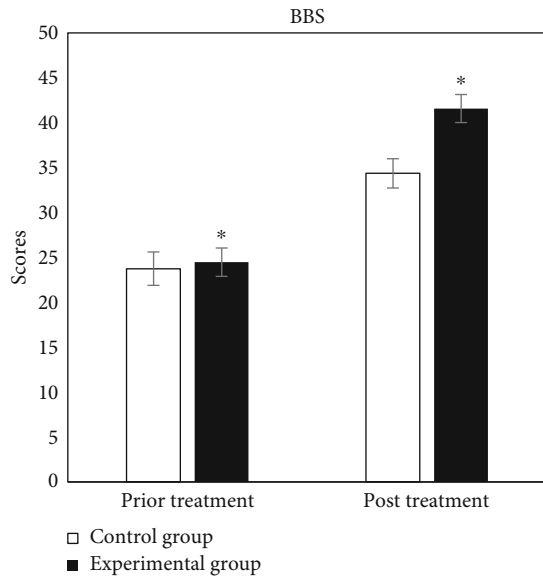 BBS
50
45
40
35
30
25
20
15
10
5
0
Scores
*
*
Prior treatment
Post treatment
Control group
Experimental group